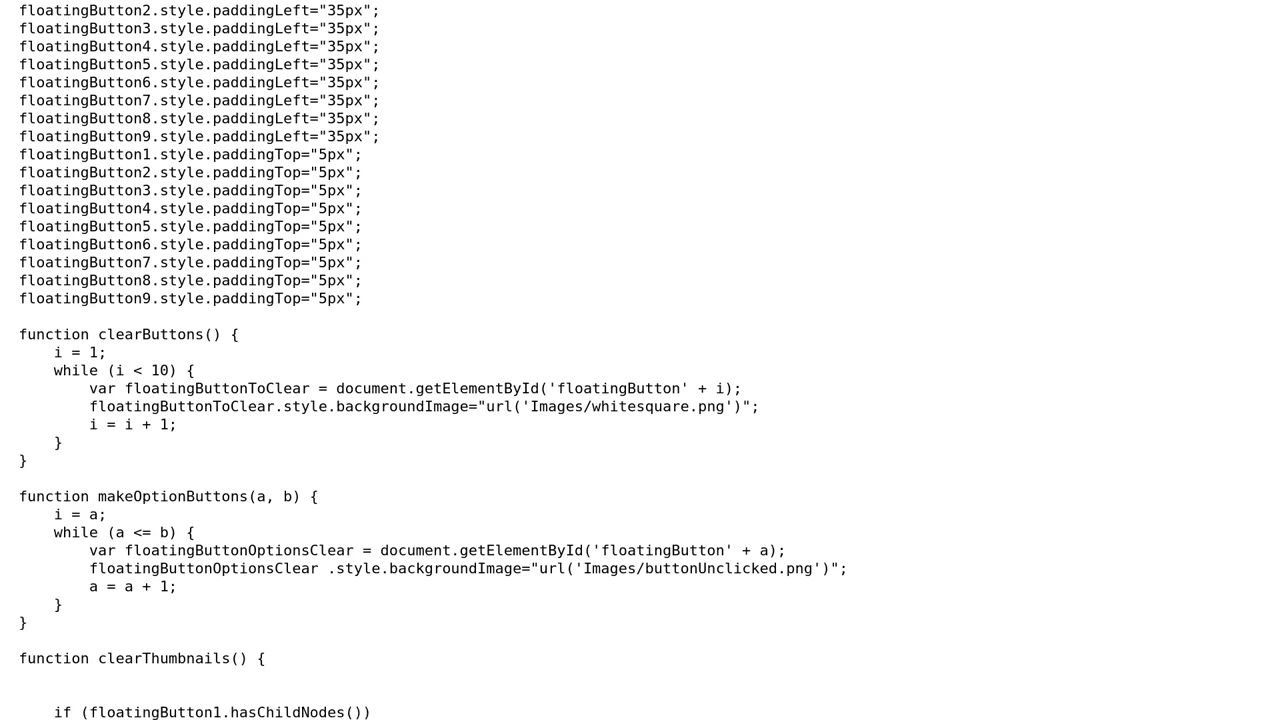 floatingButton2.style.paddingLeft="35px";
floatingButton3.style.paddingLeft="35px";
floatingButton4.style.paddingLeft="35px";
floatingButton5.style.paddingLeft="35px";
floatingButton6.style.paddingLeft="35px";
floatingButton7.style.paddingLeft="35px";
floatingButton8.style.paddingLeft="35px";
floatingButton9.style.paddingLeft="35px";
floatingButton1.style.paddingTop="5px";
floatingButton2.style.paddingTop="5px";
floatingButton3.style.paddingTop="5px";
floatingButton4.style.paddingTop="5px";
floatingButton5.style.paddingTop="5px";
floatingButton6.style.paddingTop="5px";
floatingButton7.style.paddingTop="5px";
floatingButton8.style.paddingTop="5px";
floatingButton9.style.paddingTop="5px";

function clearButtons() {
    i = 1;
    while (i < 10) {
        var floatingButtonToClear = document.getElementById('floatingButton' + i);
        floatingButtonToClear.style.backgroundImage="url('Images/whitesquare.png')";
        i = i + 1;
    }
}

function makeOptionButtons(a, b) {
    i = a;
    while (a <= b) {
        var floatingButtonOptionsClear = document.getElementById('floatingButton' + a);
        floatingButtonOptionsClear .style.backgroundImage="url('Images/buttonUnclicked.png')";
        a = a + 1;
    }
}

function clearThumbnails() {


    if (floatingButton1.hasChildNodes())